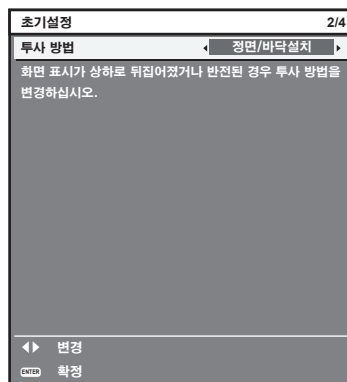 초기설정 2/4
투사 방법 정면/바닥설치
화면 표시가 상하로 뒤집어졌거나 반전된 경우 투사 방법을
변경하십시오.
변경
ENTER 확정